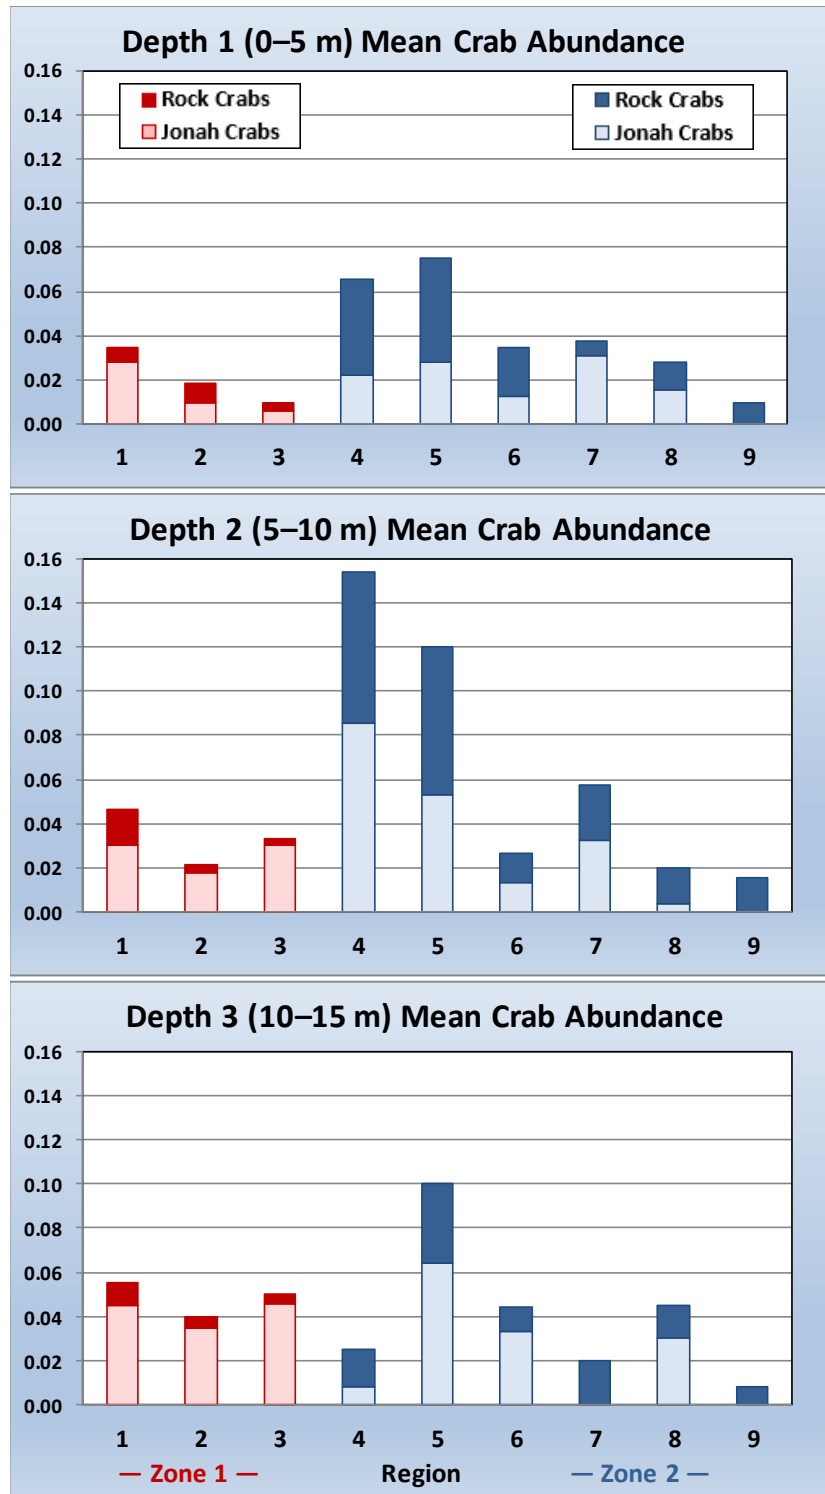 Depth 1 (0–5 m) Mean Crab Abundance
0.16
0.14
0.12
0.10
0.08
0.06
0.04
0.02
0.00
Rock Crabs
Jonah Crabs
Rock Crabs
Jonah Crabs
1 2 3 4 5 6 7 8 9
Depth 2 (5–10 m) Mean Crab Abundance
0.16
0.14
0.12
0.10
0.08
0.06
0.04
0.02
0.00
1 2 3 4 5 6 7 8 9
Depth 3 (10–15 m) Mean Crab Abundance
0.16
0.14
0.12
0.10
0.08
0.06
0.04
0.02
0.00
1 2 3 4 5 6 7 8 9
— Zone 1 — Region — Zone 2 —